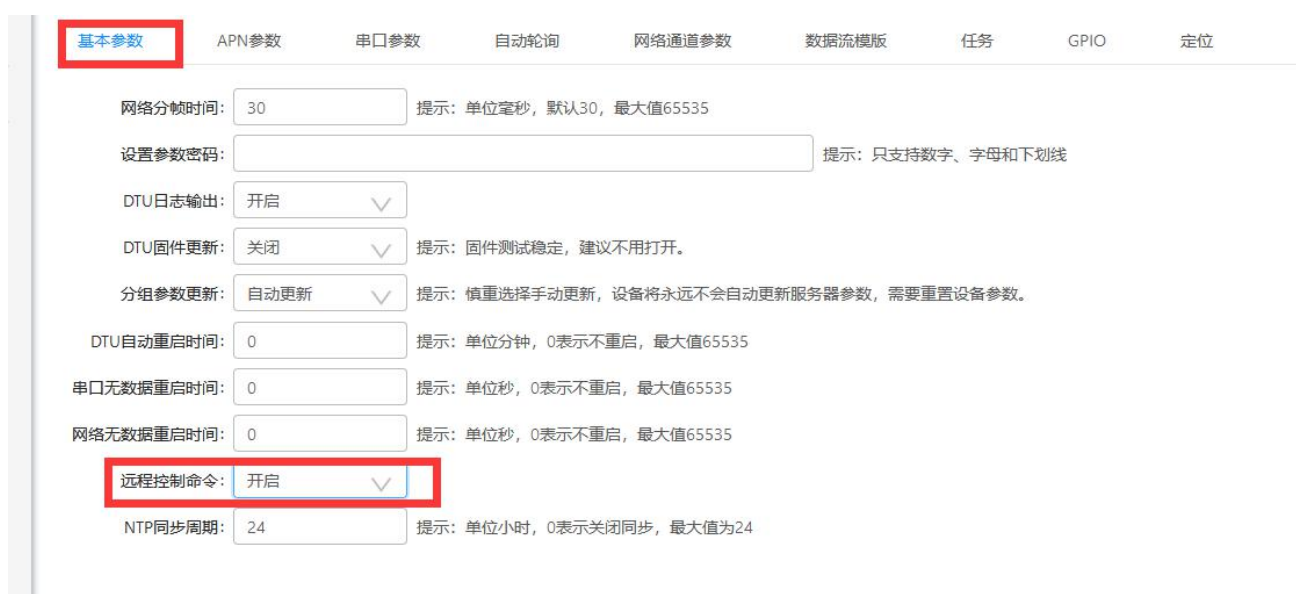 基本参数 APN参数 串口参数 自动轮询 网络通道参数 数据流模版 任务 GPIO 定位
网络分帧时间： 30 提示：单位毫秒，默认30，最大值65535
设置参数密码： 提示：只支持数字、字母和下划线
DTU日志输出： 开启
DTU固件更新： 关闭 提示：固件测试稳定，建议不用打开。
分组参数更新： 自动更新 提示：慎重选择手动更新，设备将永远不会自动更新服务器参数，需要重置设备参数。
DTU自动重启时间： 0 提示：单位分钟，0表示不重启，最大值65535
串口无数据重启时间： 0 提示：单位秒，0表示不重启，最大值65535
网络无数据重启时间： 0 提示：单位秒，0表示不重启，最大值65535
远程控制命令： 开启
NTP同步周期： 24 提示：单位小时，0表示关闭同步，最大值为24